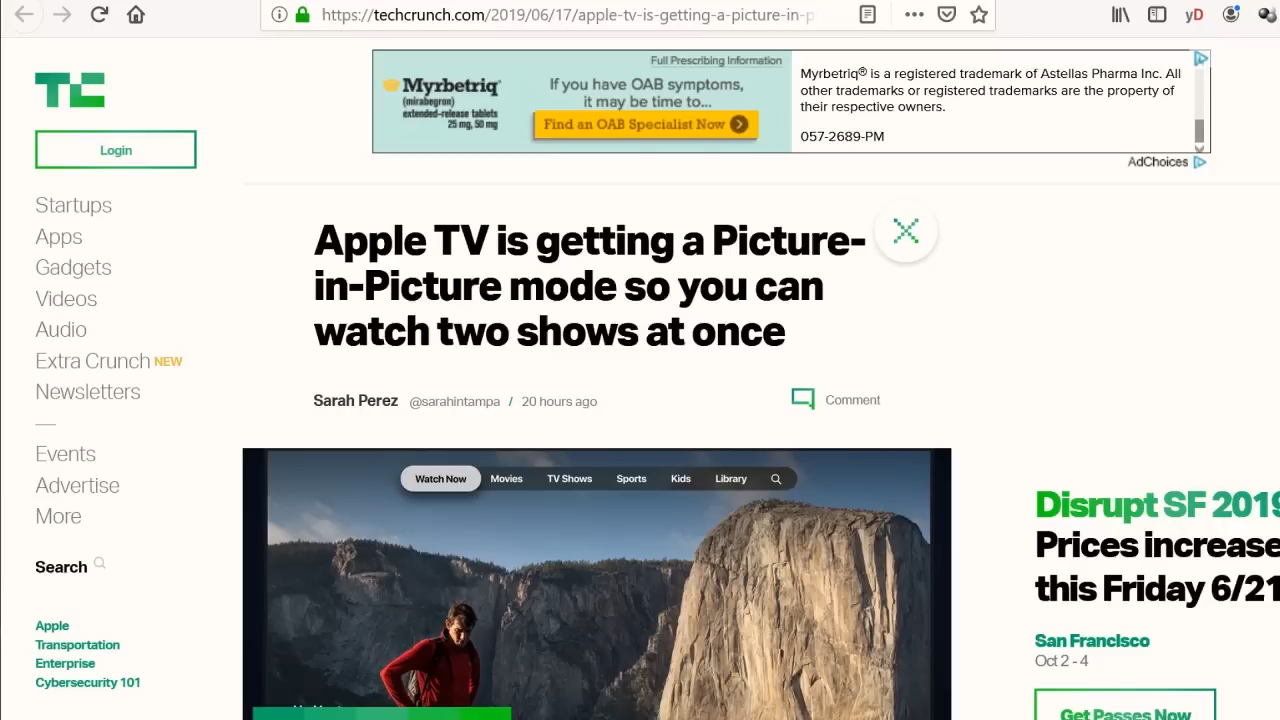 https://techcrunch.com/2019/06/17/apple-tv-is-getting-a-picture-in-p
yD
TC
Login
Startups
Apps
Gadgets
Videos
Audio
Extra Crunch NEW
Newsletters
Events
Advertise
More
Search
Apple
Transportation
Enterprise
Cybersecurity 101
Full Prescribing Information
Myrbetriq
(mirabegron)
extended-release tablets
25 mg, 50 mg
If you have OAB symptoms,
it may be time to...
Find an OAB Specialist Now
Myrbetriq® is a registered trademark of Astellas Pharma Inc. All
other trademarks or registered trademarks are the property of
their respective owners.
057-2689-PM
AdChoices
Apple TV is getting a Picture-
in-Picture mode so you can
watch two shows at once
Sarah Perez @sarahintampa / 20 hours ago
Comment
Watch Now Movies TV Shows Sports Kids Library
Disrupt SF 2019
Prices increase
this Friday 6/21
San Francisco
Oct 2 - 4
Get Passes Now